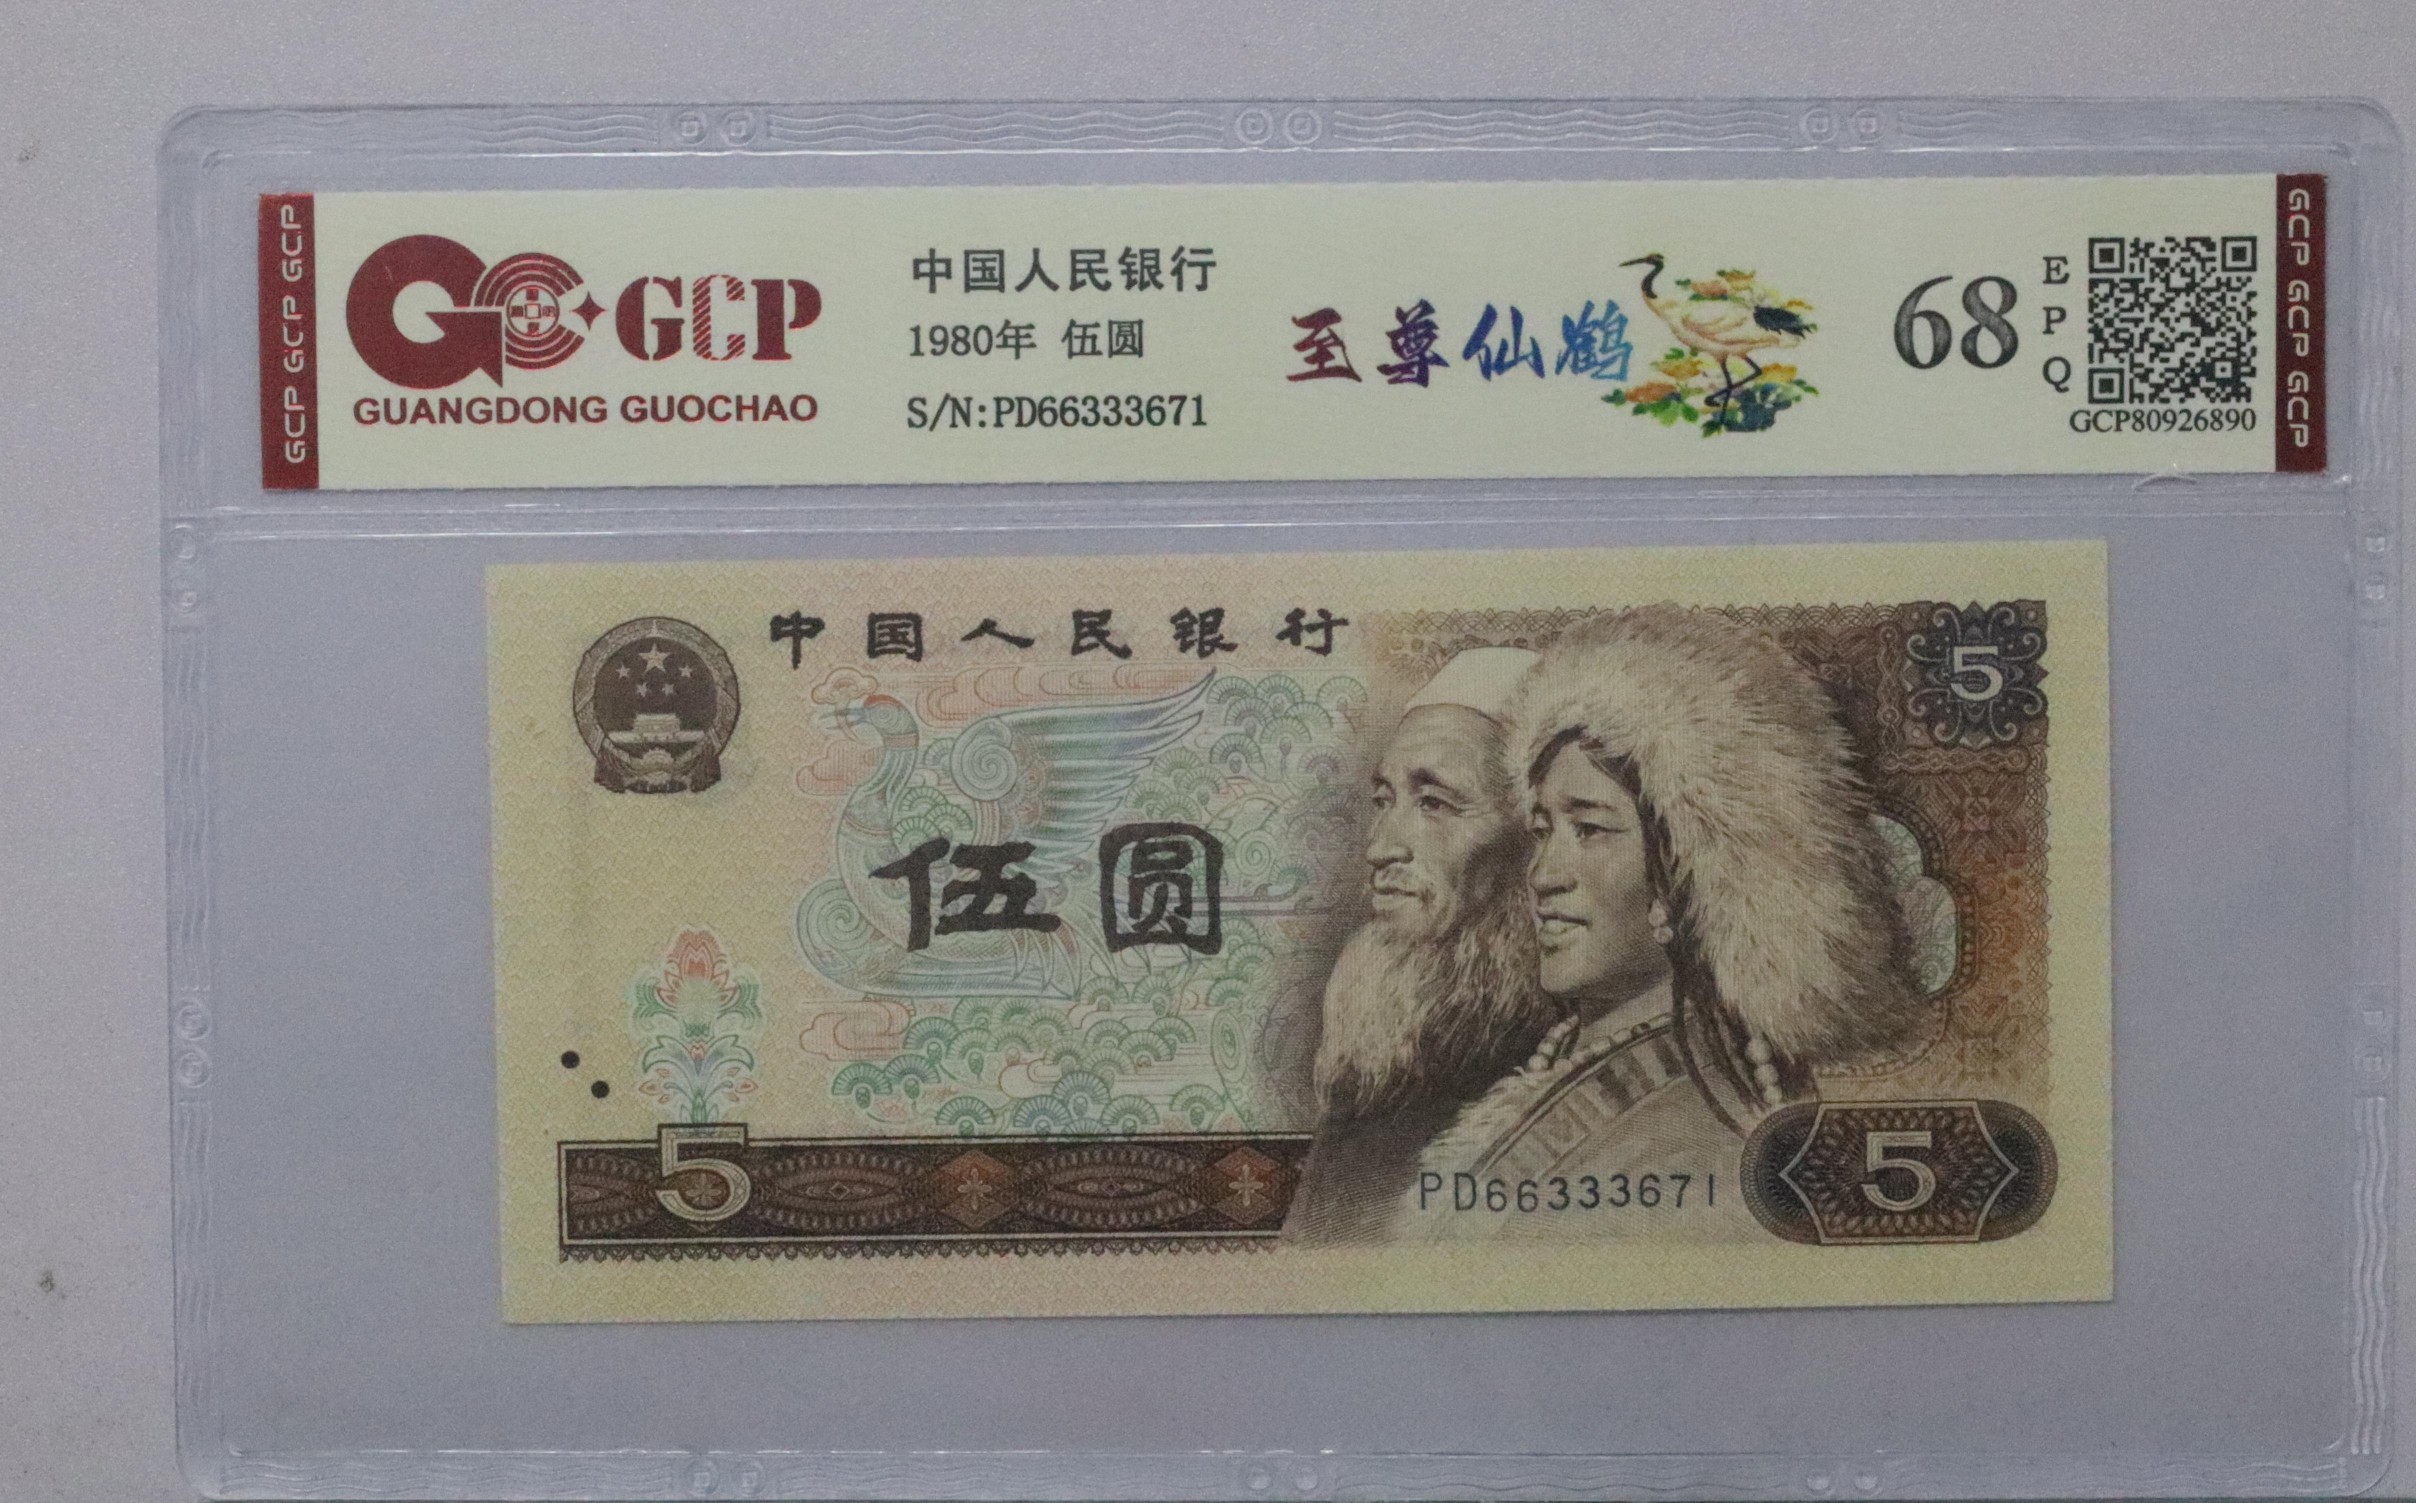 GCP GCP GCP
GCP
GUANGDONG GUOCHAO
中国人民银行
1980年 伍圆
S/N:PD66333671
至尊仙鹤
68
E
P
Q
GCP80926890
GCP GCP GCP
中国人民银行
5
伍圆
5
PD66333671
5